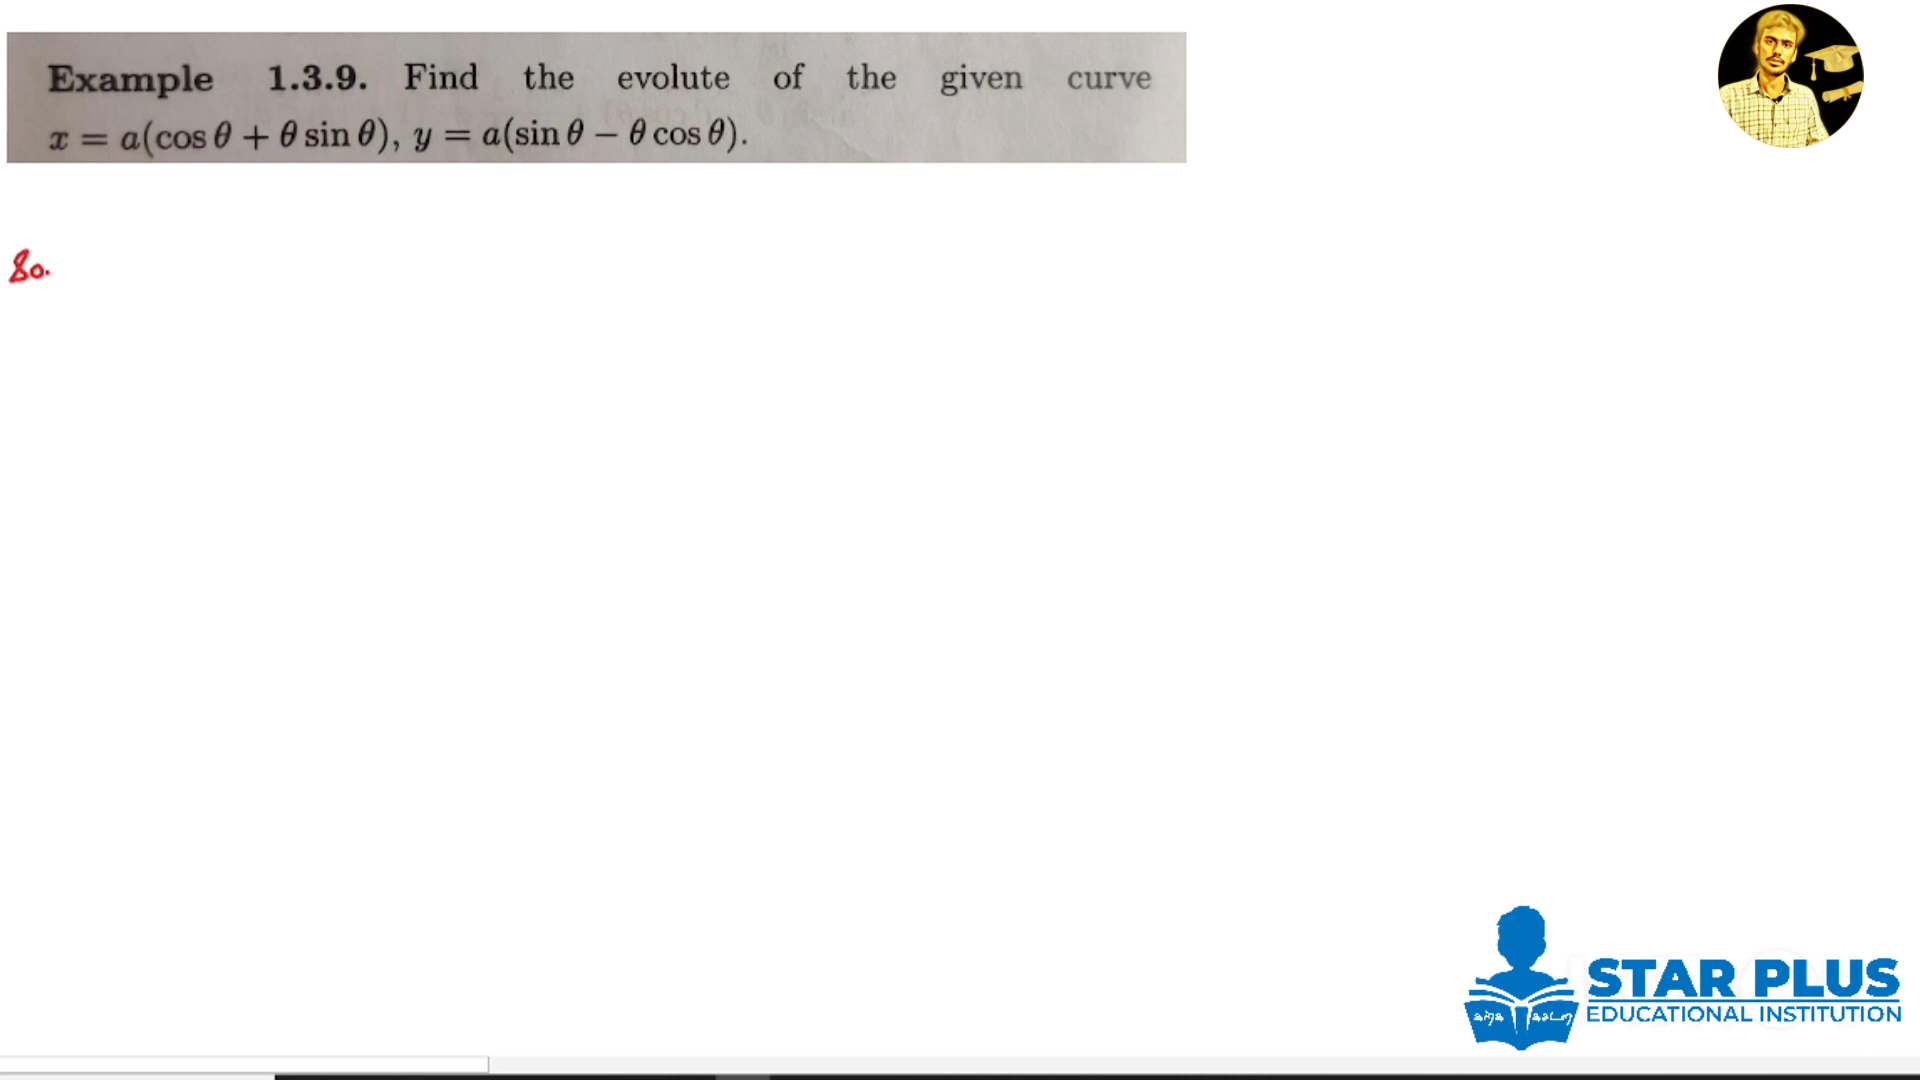 Example 1.3.9. Find the evolute of the given curve
x = a(cos θ + θ sin θ), y = a(sin θ − θ cos θ).
So.
STAR PLUS
EDUCATIONAL INSTITUTION